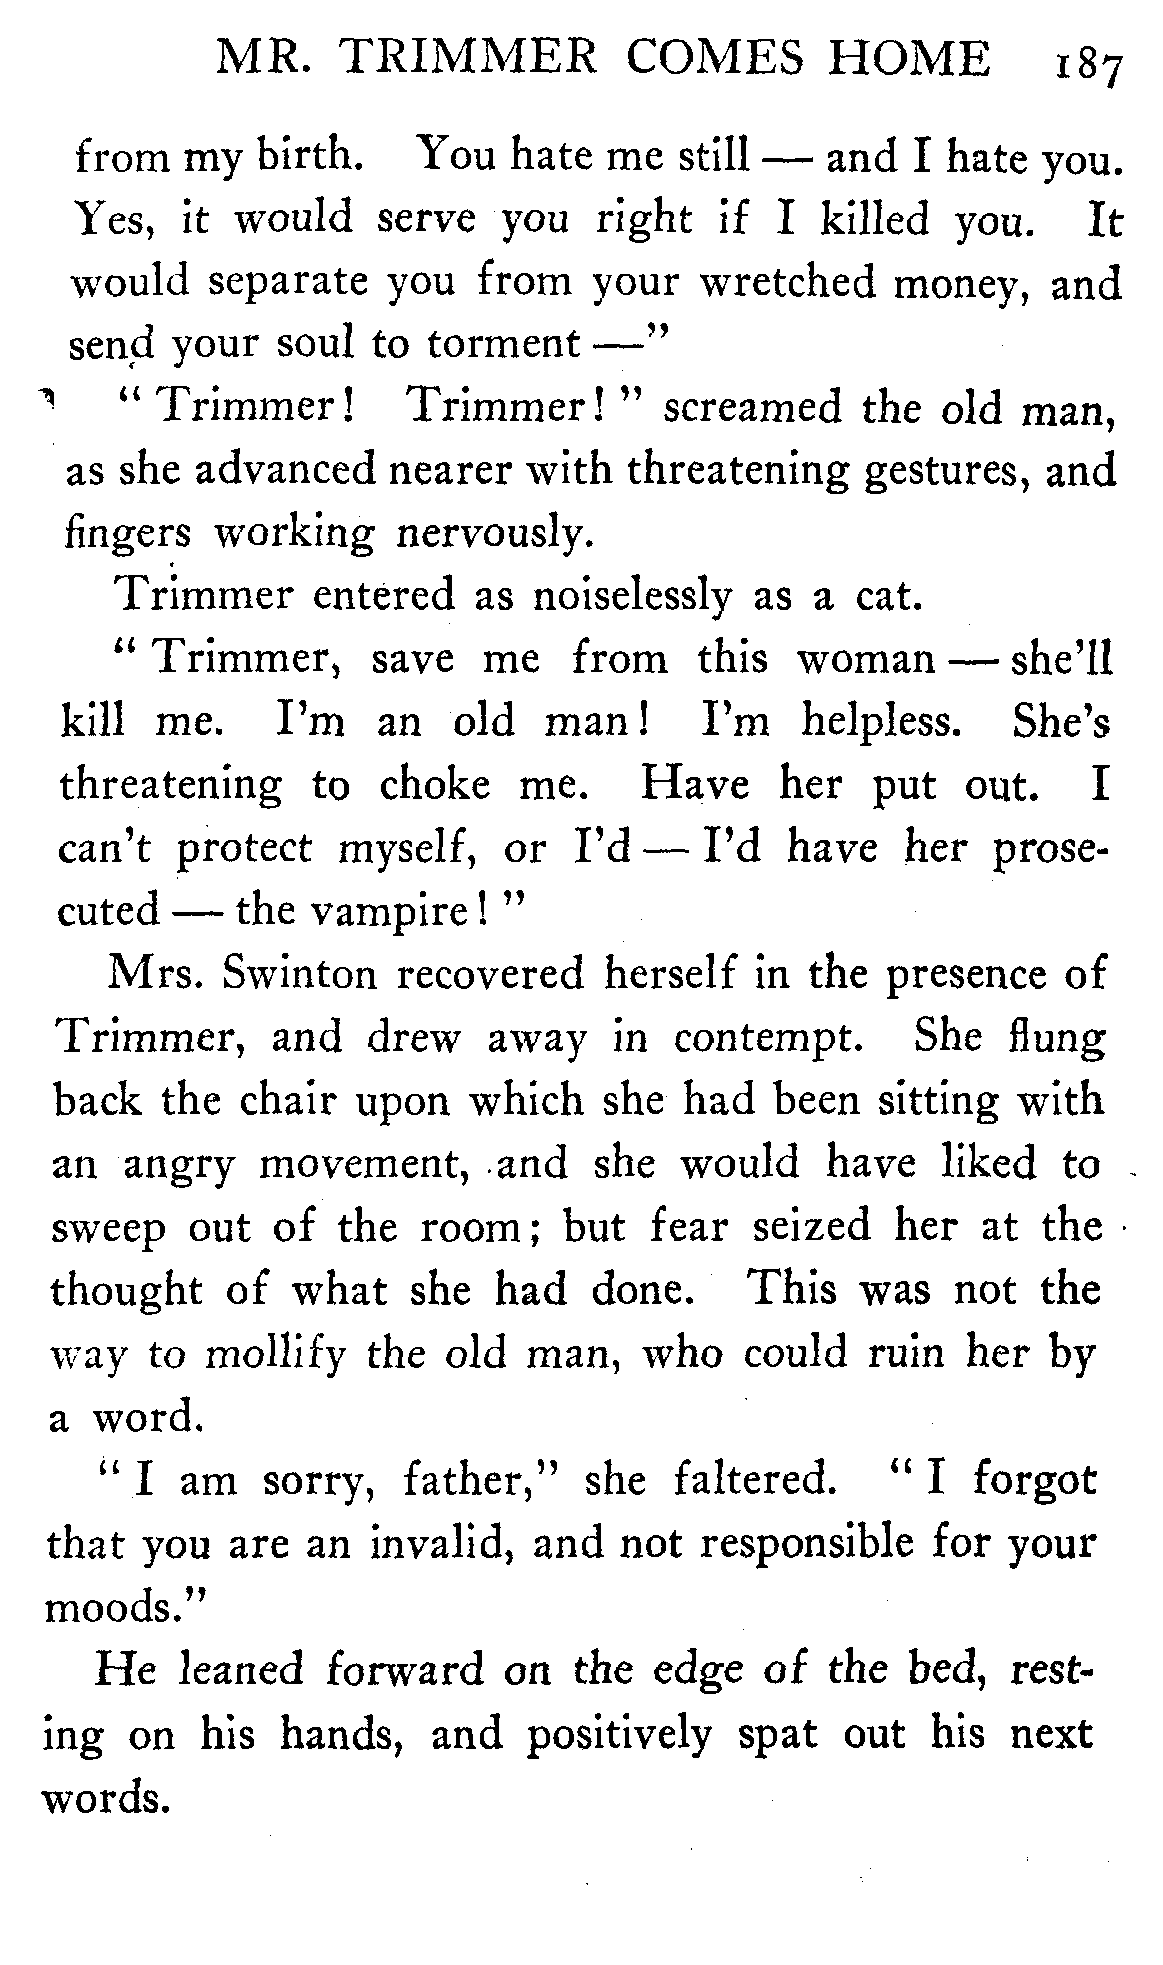 MR. TRIMMER COMES HOME 187
from my birth. You hate me still — and I hate you.
Yes, it would serve you right if I killed you. It
would separate you from your wretched money, and
send your soul to torment —"
" Trimmer! Trimmer! " screamed the old man,
as she advanced nearer with threatening gestures, and
fingers working nervously.
Trimmer entered as noiselessly as a cat.
" Trimmer, save me from this woman — she'll
kill me. I'm an old man! I'm helpless. She's
threatening to choke me. Have her put out. I
can't protect myself, or I'd — I'd have her prose-
cuted — the vampire! "
Mrs. Swinton recovered herself in the presence of
Trimmer, and drew away in contempt. She flung
back the chair upon which she had been sitting with
an angry movement, and she would have liked to
sweep out of the room; but fear seized her at the
thought of what she had done. This was not the
way to mollify the old man, who could ruin her by
a word.
" I am sorry, father," she faltered. " I forgot
that you are an invalid, and not responsible for your
moods."
He leaned forward on the edge of the bed, rest-
ing on his hands, and positively spat out his next
words.